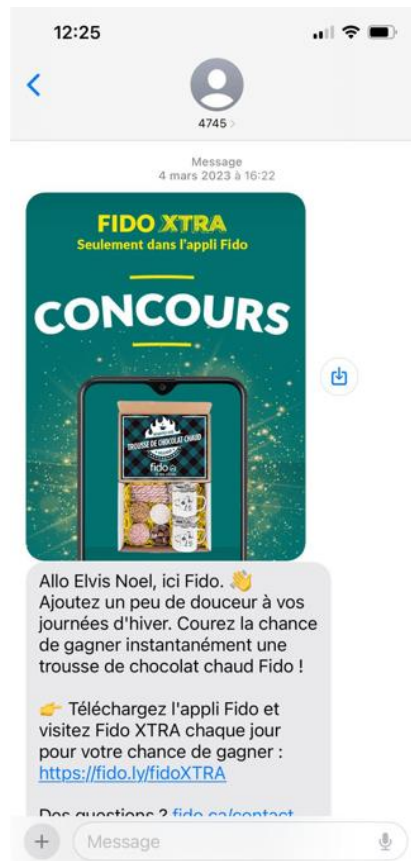 12:25
4745 >
Message
4 mars 2023 à 16:22
FIDO XTRA
Seulement dans l'appli Fido
CONCOURS
TROUSSE DE CHOCOLAT CHAUD
fido
Allo Elvis Noel, ici Fido. 👋
Ajoutez un peu de douceur à vos
journées d'hiver. Courez la chance
de gagner instantanément une
trousse de chocolat chaud Fido !
👉 Téléchargez l'appli Fido et
visitez Fido XTRA chaque jour
pour votre chance de gagner :
https://fido.ly/fidoXTRA
Des questions ? fido.ca/contact
Message